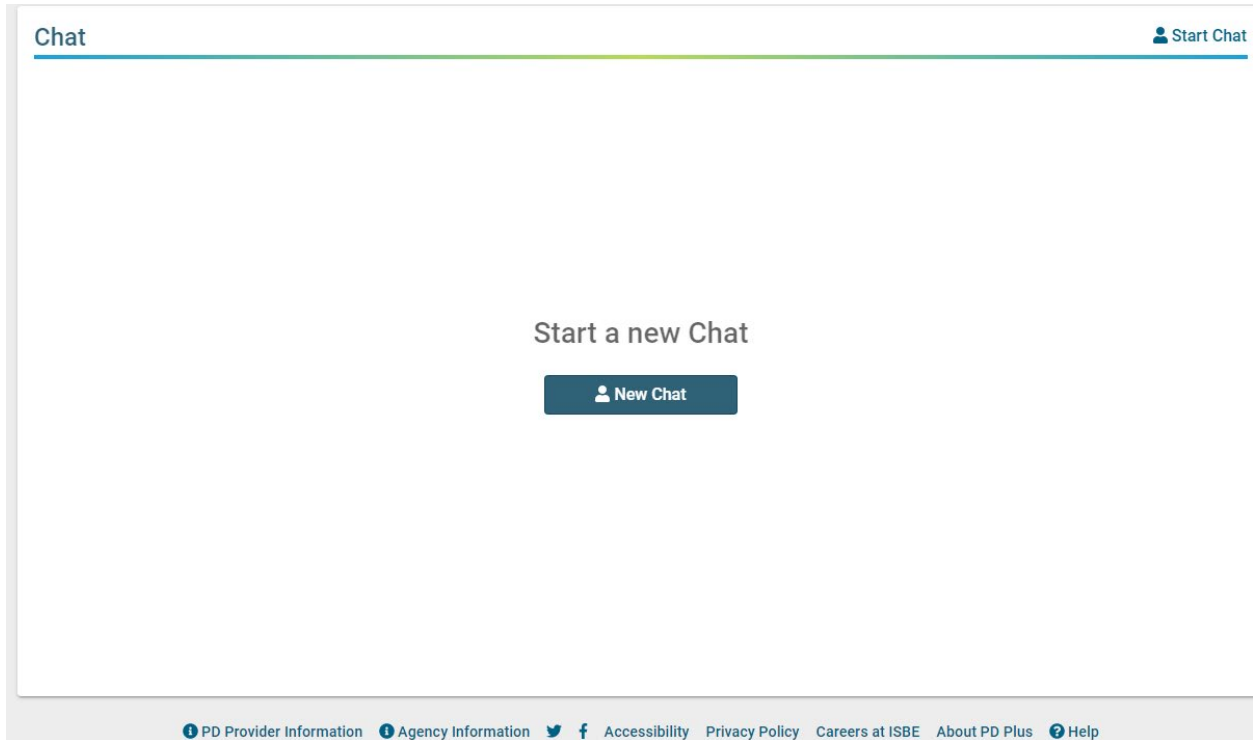 Chat
Start Chat
Start a new Chat
New Chat
PD Provider Information Agency Information Accessibility Privacy Policy Careers at ISBE About PD Plus Help